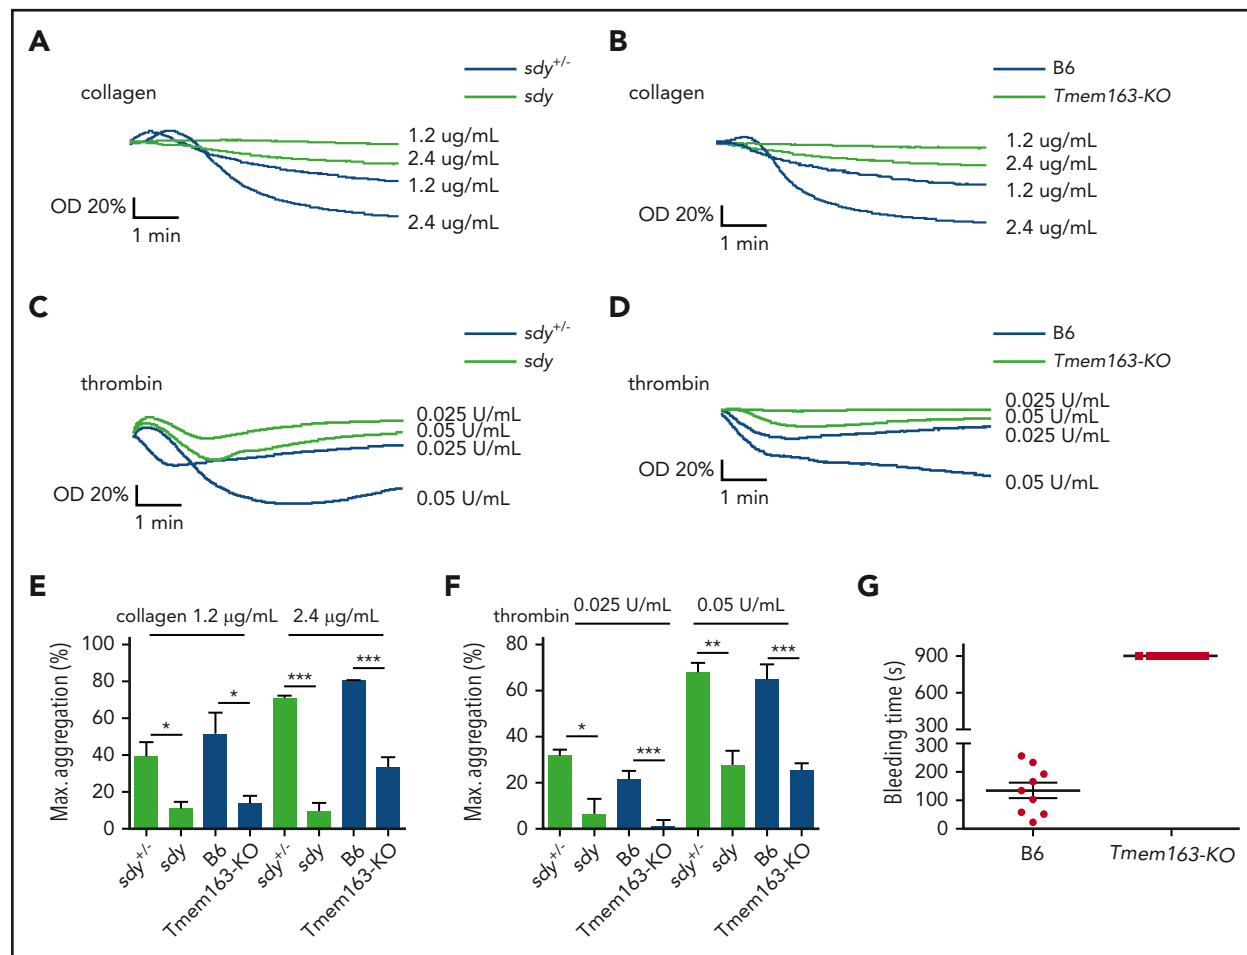 A
sdy+/-
sdy
collagen
1.2 ug/mL
2.4 ug/mL
1.2 ug/mL
2.4 ug/mL
OD 20%
1 min
B
B6
Tmem163-KO
collagen
1.2 ug/mL
2.4 ug/mL
1.2 ug/mL
2.4 ug/mL
OD 20%
1 min
C
sdy+/-
sdy
thrombin
0.025 U/mL
0.05 U/mL
0.025 U/mL
0.05 U/mL
OD 20%
1 min
D
B6
Tmem163-KO
thrombin
0.025 U/mL
0.05 U/mL
0.025 U/mL
0.05 U/mL
OD 20%
1 min
E
collagen 1.2 µg/mL 2.4 µg/mL
Max. aggregation (%)
100
80
60
40
20
0
* * *** ***
sdy+/- sdy B6 Tmem163-KO sdy+/- sdy B6 Tmem163-KO
F
thrombin 0.025 U/mL 0.05 U/mL
Max. aggregation (%)
80
60
40
20
0
* *** ** ***
sdy+/- sdy B6 Tmem163-KO sdy+/- sdy B6 Tmem163-KO
G
Bleeding time (s)
900
600
300
300
200
100
0
B6 Tmem163-KO